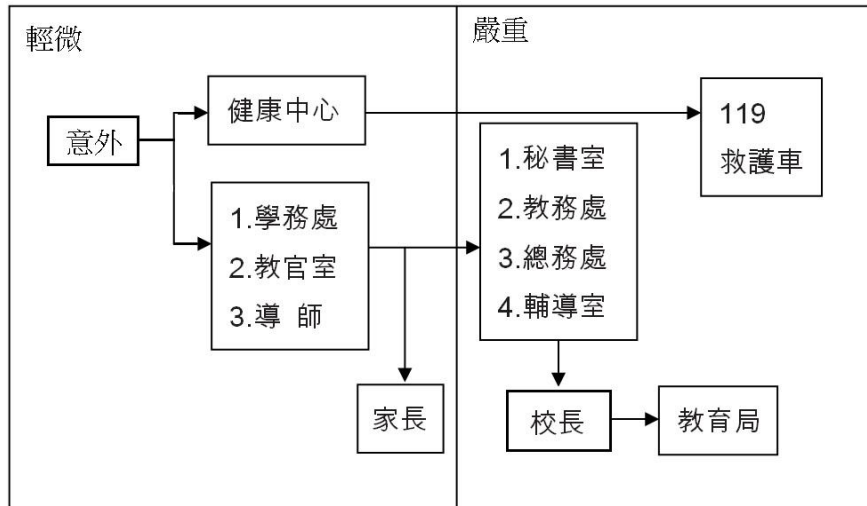 輕微
嚴重
意外
健康中心
119
救護車
1.學務處
2.教官室
3.導 師
1.秘書室
2.教務處
3.總務處
4.輔導室
家長
校長
教育局